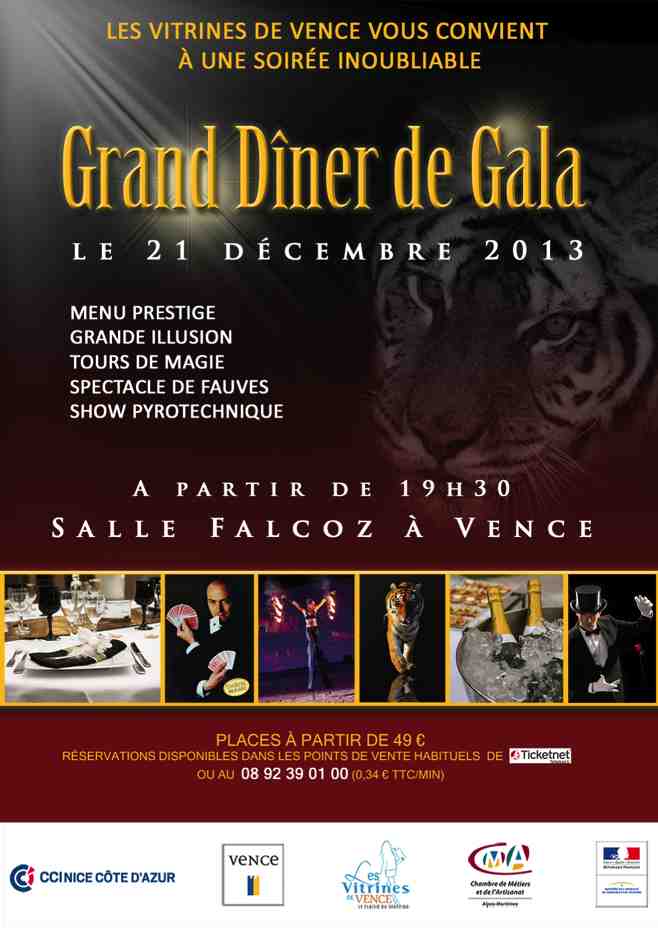 LES VITRINES DE VENCE VOUS CONVIENT
À UNE SOIRÉE INOUBLIABLE
Grand Dîner de Gala
LE 21 DÉCEMBRE 2013
MENU PRESTIGE
GRANDE ILLUSION
TOURS DE MAGIE
SPECTACLE DE FAUVES
SHOW PYROTECHNIQUE
A PARTIR DE 19H30
SALLE FALCOZ À VENCE
PLACES À PARTIR DE 49 €
RÉSERVATIONS DISPONIBLES DANS LES POINTS DE VENTE HABITUELS DE Ticketnet
OU AU 08 92 39 01 00 (0,34 € TTC/MIN)
CCI NICE CÔTE D'AZUR
VENCE
Les
Vitrines
DE VENCE
CMA
Chambre de Métiers
et de l'Artisanat
Alpes-Maritimes